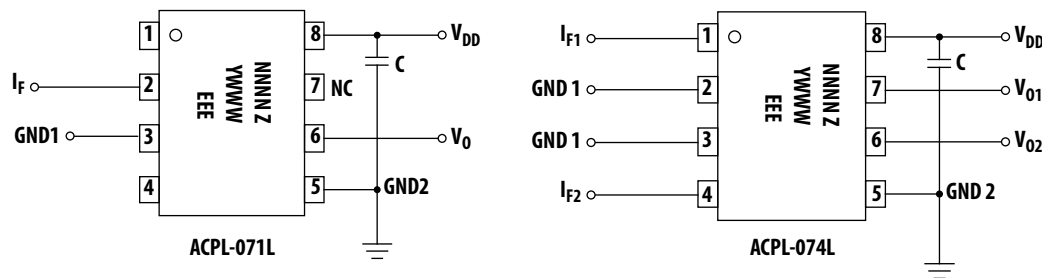 1
8
V_DD
C
I_F
2
7
NC
GND1
3
6
V_O
4
5
GND2
NNNN Z
YWWW
EEE
ACPL-071L
I_F1
1
8
V_DD
C
GND 1
2
7
V_O1
GND 1
3
6
V_O2
I_F2
4
5
GND 2
NNNN Z
YWWW
EEE
ACPL-074L